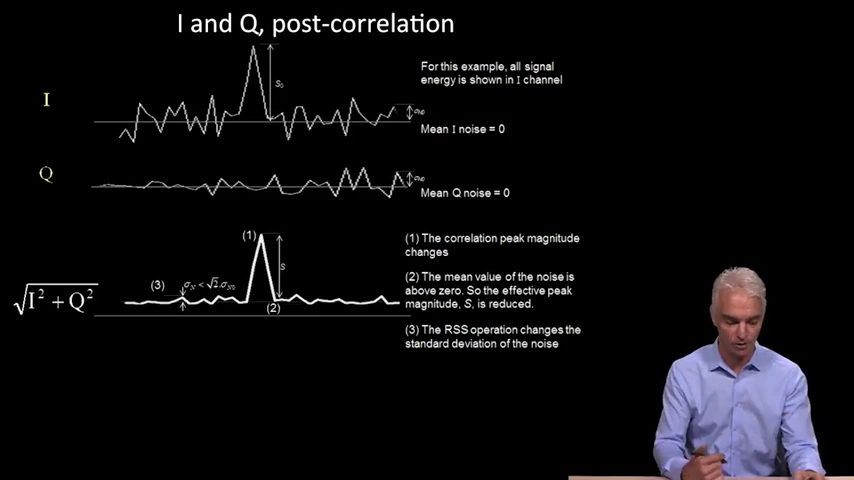 I and Q, post-correlation
I
S₀
For this example, all signal
energy is shown in I channel
Mean I noise = 0
Q
Mean Q noise = 0
√(I² + Q²)
(1)
(3)
σ_N < √2.σ_N0
S
(2)
(1) The correlation peak magnitude
changes
(2) The mean value of the noise is
above zero. So the effective peak
magnitude, S, is reduced.
(3) The RSS operation changes the
standard deviation of the noise